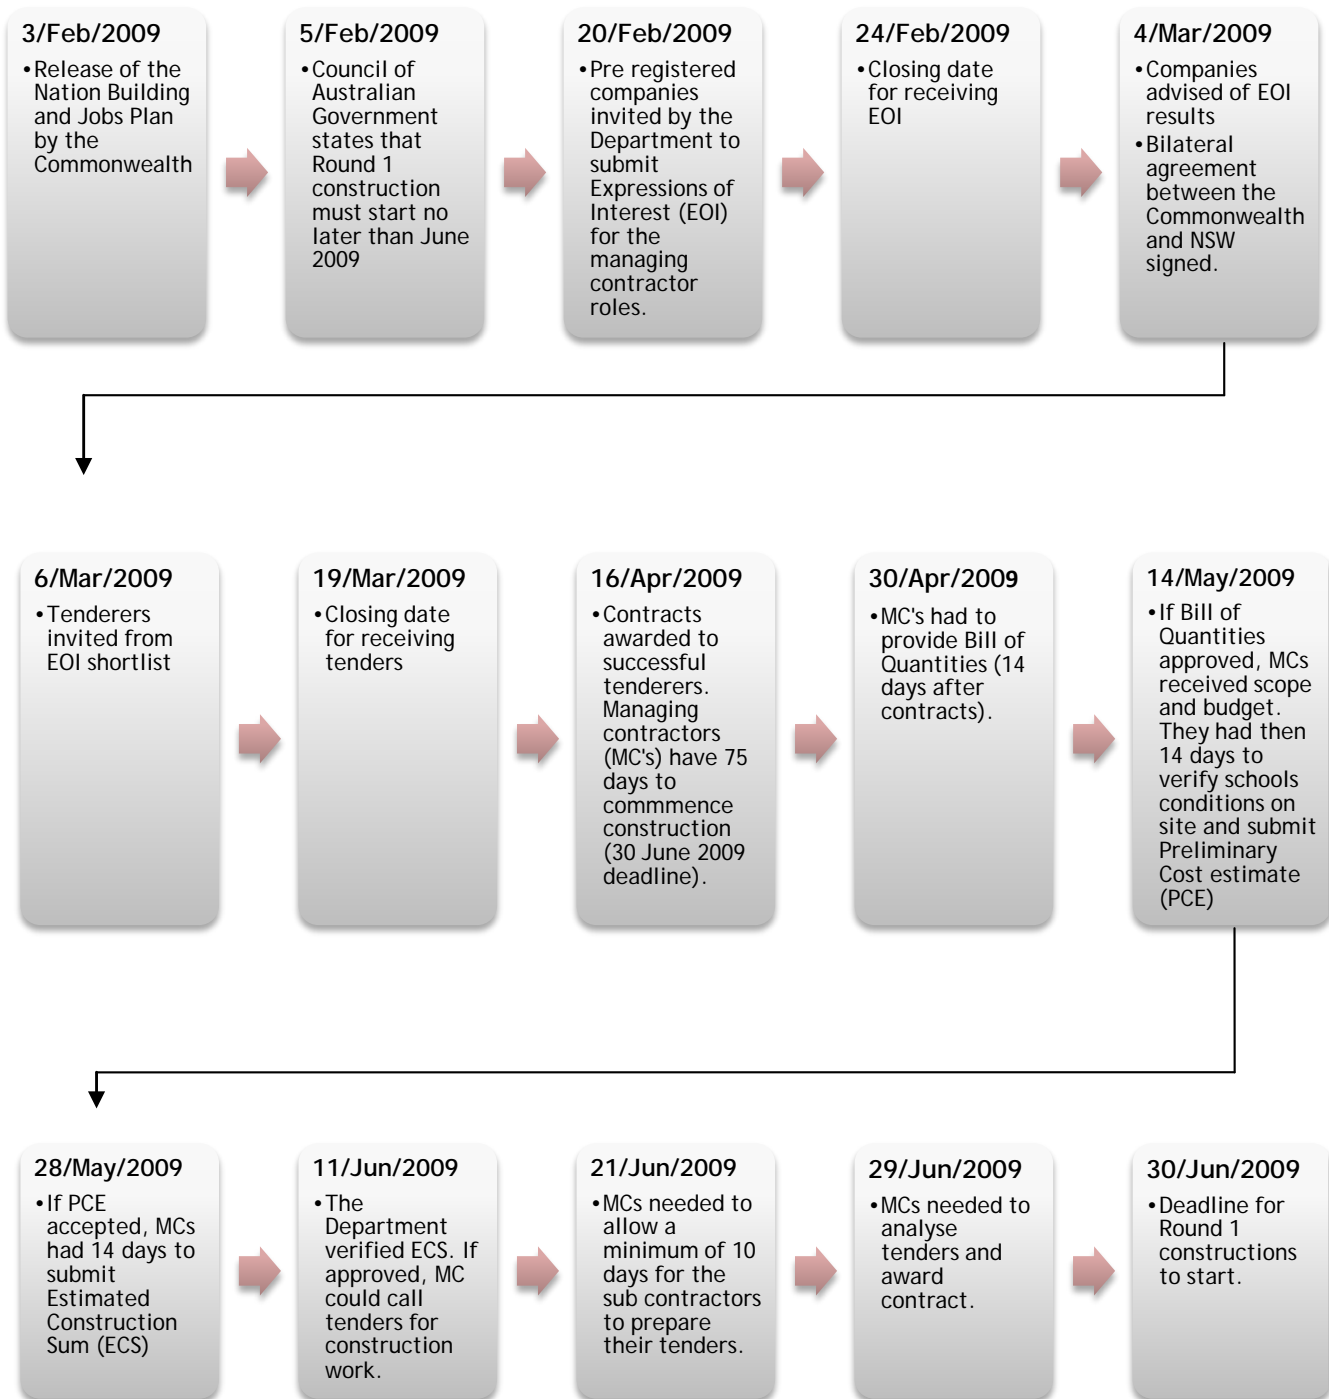 3/Feb/2009
•Release of the
Nation Building
and Jobs Plan
by the
Commonwealth
5/Feb/2009
•Council of
Australian
Government
states that
Round 1
construction
must start no
later than June
2009
20/Feb/2009
•Pre registered
companies
invited by the
Department to
submit
Expressions of
Interest (EOI)
for the
managing
contractor
roles.
24/Feb/2009
•Closing date
for receiving
EOI
4/Mar/2009
•Companies
advised of EOI
results
•Bilateral
agreement
between the
Commonwealth
and NSW
signed.
6/Mar/2009
•Tenderers
invited from
EOI shortlist
19/Mar/2009
•Closing date
for receiving
tenders
16/Apr/2009
•Contracts
awarded to
successful
tenderers.
Managing
contractors
(MC's) have 75
days to
commmence
construction
(30 June 2009
deadline).
30/Apr/2009
•MC's had to
provide Bill of
Quantities (14
days after
contracts).
14/May/2009
•If Bill of
Quantities
approved, MCs
received scope
and budget.
They had then
14 days to
verify schools
conditions on
site and submit
Preliminary
Cost estimate
(PCE)
28/May/2009
•If PCE
accepted, MCs
had 14 days to
submit
Estimated
Construction
Sum (ECS)
11/Jun/2009
•The
Department
verified ECS. If
approved, MC
could call
tenders for
construction
work.
21/Jun/2009
•MCs needed to
allow a
minimum of 10
days for the
sub contractors
to prepare
their tenders.
29/Jun/2009
•MCs needed to
analyse
tenders and
award
contract.
30/Jun/2009
•Deadline for
Round 1
constructions
to start.